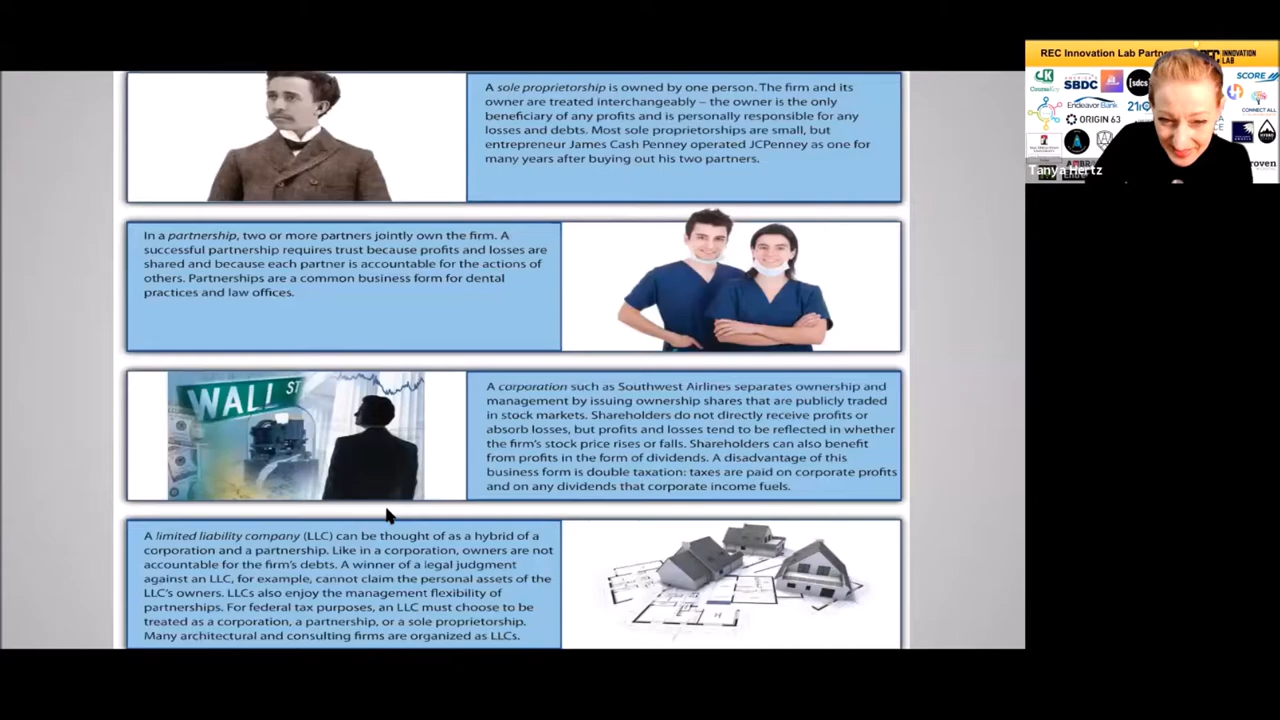 A sole proprietorship is owned by one person. The firm and its
owner are treated interchangeably – the owner is the only
beneficiary of any profits and is personally responsible for any
losses and debts. Most sole proprietorships are small, but
entrepreneur James Cash Penney operated JCPenney as one for
many years after buying out his two partners.
In a partnership, two or more partners jointly own the firm. A
successful partnership requires trust because profits and losses are
shared and because each partner is accountable for the actions of
others. Partnerships are a common business form for dental
practices and law offices.
WALL ST
A corporation such as Southwest Airlines separates ownership and
management by issuing ownership shares that are publicly traded
in stock markets. Shareholders do not directly receive profits or
absorb losses, but profits and losses tend to be reflected in whether
the firm's stock price rises or falls. Shareholders can also benefit
from profits in the form of dividends. A disadvantage of this
business form is double taxation: taxes are paid on corporate profits
and on any dividends that corporate income fuels.
A limited liability company (LLC) can be thought of as a hybrid of a
corporation and a partnership. Like in a corporation, owners are not
accountable for the firm's debts. A winner of a legal judgment
against an LLC, for example, cannot claim the personal assets of the
LLC's owners. LLCs also enjoy the management flexibility of
partnerships. For federal tax purposes, an LLC must choose to be
treated as a corporation, a partnership, or a sole proprietorship.
Many architectural and consulting firms are organized as LLCs.
REC Innovation Lab Partn
INNOVATION
LAB
SBDC
[sdcs
SCORE
Endeavor Bank
ORIGIN 63
CONNECT ALL
Tanya Hertz